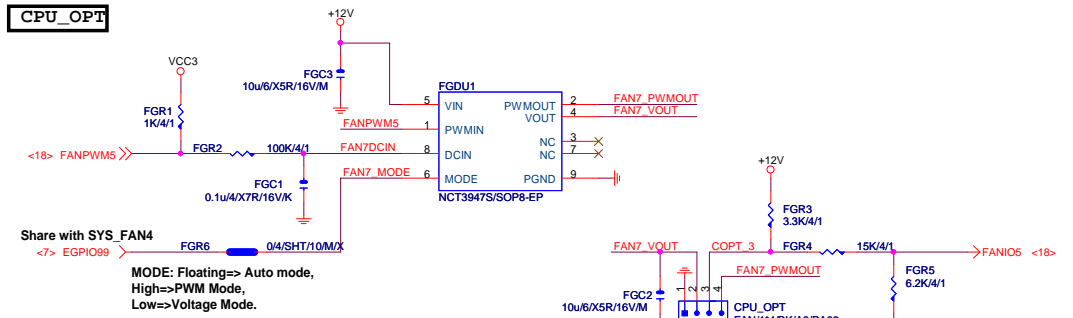 CPU_OPT
+12V
VCC3
FGC3
10u/6/X5R/16V/M
FGDU1
FGR1
1K/4/1
5 VIN
PWMOUT 2 FAN7_PWMOUT
VOUT 4 FAN7_VOUT
FANPWM5 1 PWMIN
NC 3
<18> FANPWM5 FGR2 100K/4/1 FAN7DCIN 8 DCIN
NC 7
FAN7_MODE 6 MODE
PGND 9
FGC1
0.1u/4/X7R/16V/K
NCT3947S/SOP8-EP
+12V
FGR3
3.3K/4/1
Share with SYS_FAN4
<7> EGPIO99 FGR6 0/4/SHT/10/M/X
FAN7_VOUT COPT_3 FGR4 15K/4/1 FANIO5 <18>
MODE: Floating=> Auto mode,
High=>PWM Mode,
Low=>Voltage Mode.
FAN7_PWMOUT
FGR5
6.2K/4/1
FGC2
10u/6/X5R/16V/M
1 2 3 4
CPU_OPT